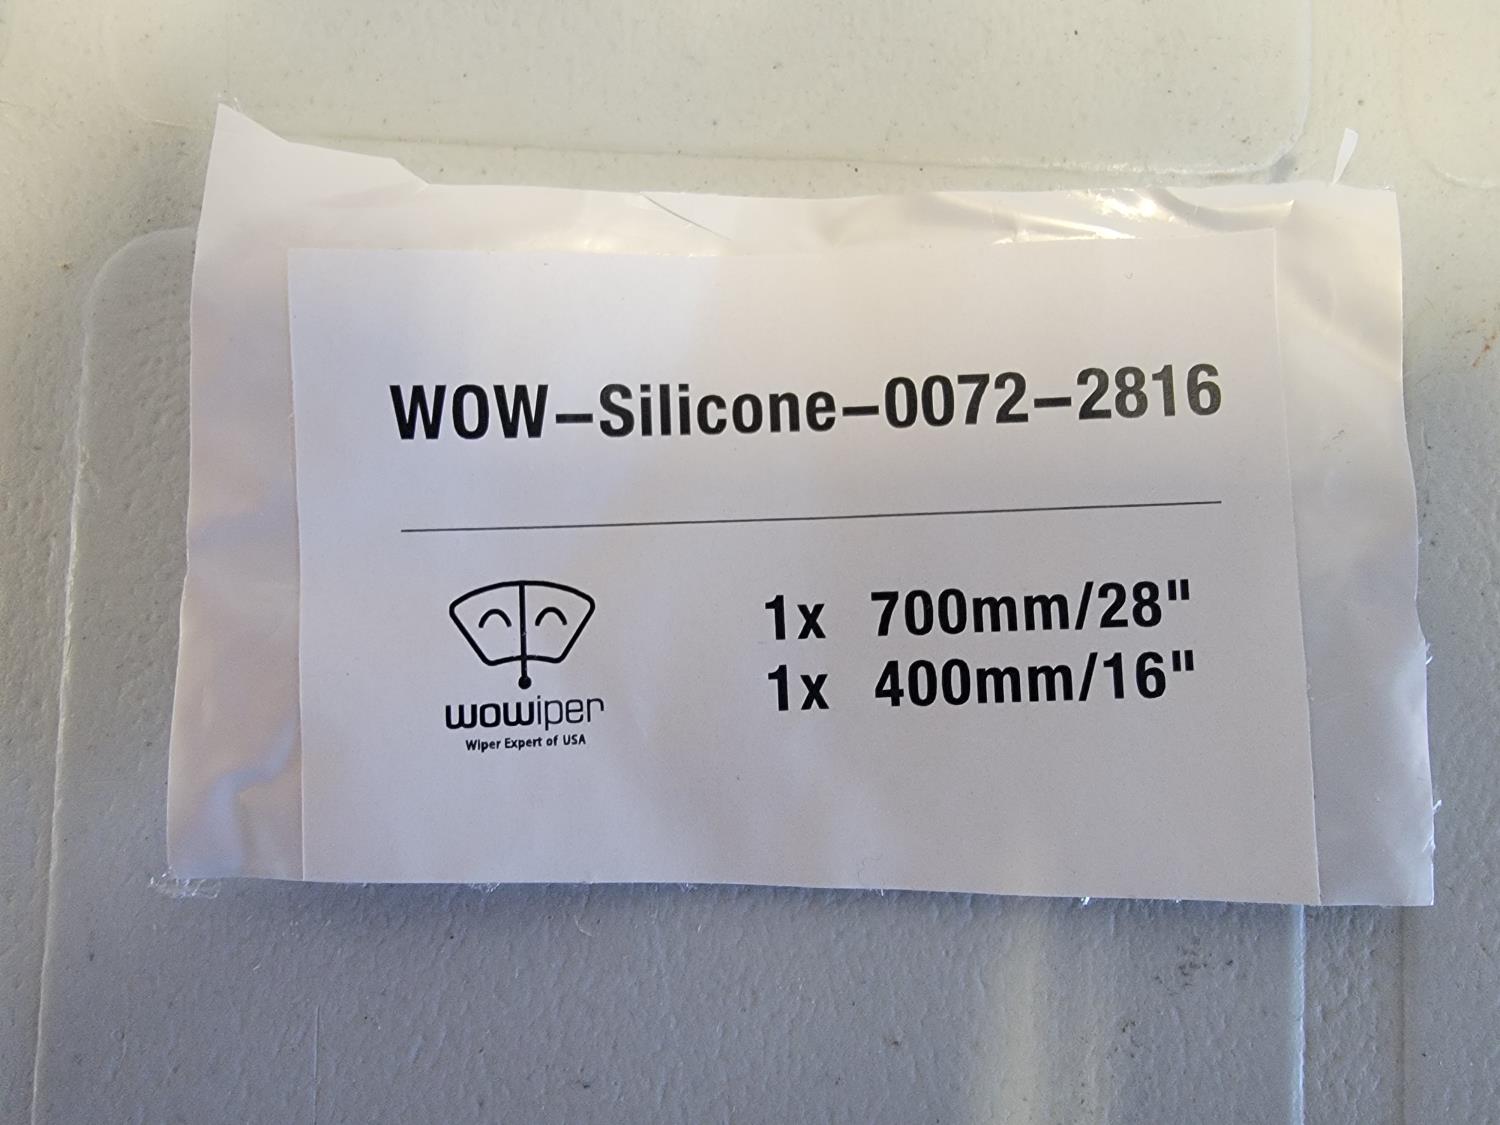 WOW–Silicone–0072–2816
1x 700mm/28"
1x 400mm/16"
wowiper
Wiper Expert of USA